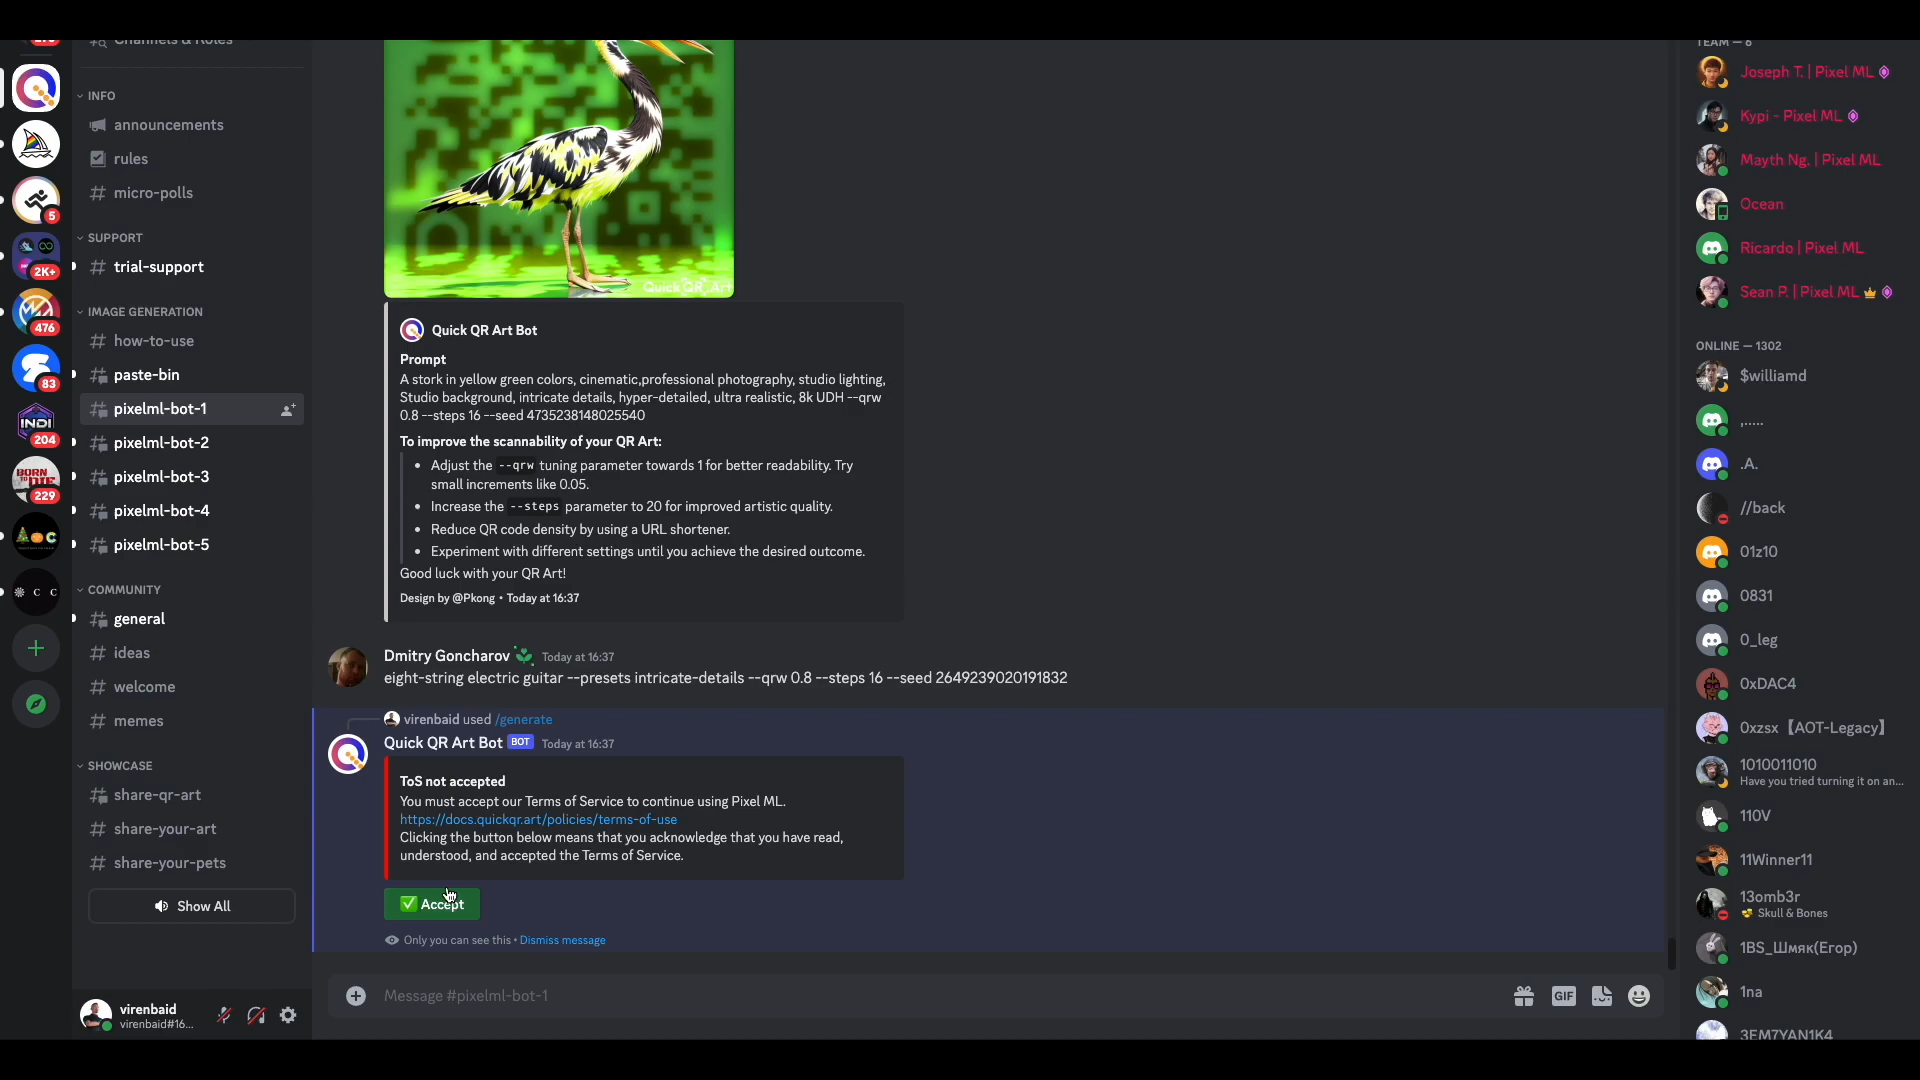 Channels & Roles
INFO
announcements
rules
micro-polls
SUPPORT
trial-support
IMAGE GENERATION
how-to-use
paste-bin
pixelml-bot-1
pixelml-bot-2
pixelml-bot-3
pixelml-bot-4
pixelml-bot-5
COMMUNITY
general
ideas
welcome
memes
SHOWCASE
share-qr-art
share-your-art
share-your-pets
Show All
virenbaid
virenbaid#16...
5
2K+
476
83
INDI
204
BORN
TO DIE
229
C C
Quick QR Art
Quick QR Art Bot
Prompt
A stork in yellow green colors, cinematic,professional photography, studio lighting,
Studio background, intricate details, hyper-detailed, ultra realistic, 8k UDH --qrw
0.8 --steps 16 --seed 4735238148025540
To improve the scannability of your QR Art:
• Adjust the --qrw tuning parameter towards 1 for better readability. Try
small increments like 0.05.
• Increase the --steps parameter to 20 for improved artistic quality.
• Reduce QR code density by using a URL shortener.
• Experiment with different settings until you achieve the desired outcome.
Good luck with your QR Art!
Design by @Pkong • Today at 16:37
Dmitry Goncharov Today at 16:37
eight-string electric guitar --presets intricate-details --qrw 0.8 --steps 16 --seed 2649239020191832
virenbaid used /generate
Quick QR Art Bot BOT Today at 16:37
ToS not accepted
You must accept our Terms of Service to continue using Pixel ML.
https://docs.quickqr.art/policies/terms-of-use
Clicking the button below means that you acknowledge that you have read,
understood, and accepted the Terms of Service.
Accept
Only you can see this • Dismiss message
Message #pixelml-bot-1
GIF
TEAM — 6
Joseph T. | Pixel ML
Kypi - Pixel ML
Mayth Ng. | Pixel ML
Ocean
Ricardo | Pixel ML
Sean P. | Pixel ML
ONLINE — 1302
$williamd
,.....
.A.
//back
01z10
0831
0_leg
0xDAC4
0xzsx【AOT-Legacy】
1010011010
Have you tried turning it on an...
110V
11Winner11
13omb3r
Skull & Bones
1BS_Шмяк(Егор)
1na
3EM7YAN1K4